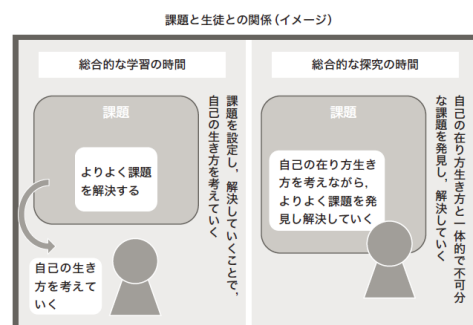 課題と生徒との関係(イメージ)
総合的な学習の時間
課題
よりよく課題
を解決する
自己の生き
方を考えて
いく
課題を設定し，解決していくことで，
自己の生き方を考えていく
総合的な探究の時間
課題
自己の在り方生き
方を考えながら，
よりよく課題を発
見し解決していく
自己の在り方生き方と一体的で不可分
な課題を発見し，解決していく